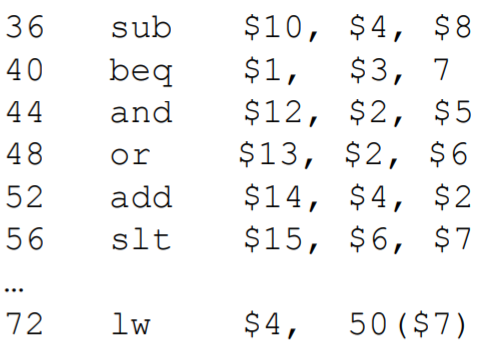 36 sub $10, $4, $8
40 beq $1, $3, 7
44 and $12, $2, $5
48 or $13, $2, $6
52 add $14, $4, $2
56 slt $15, $6, $7
…
72 lw $4, 50($7)